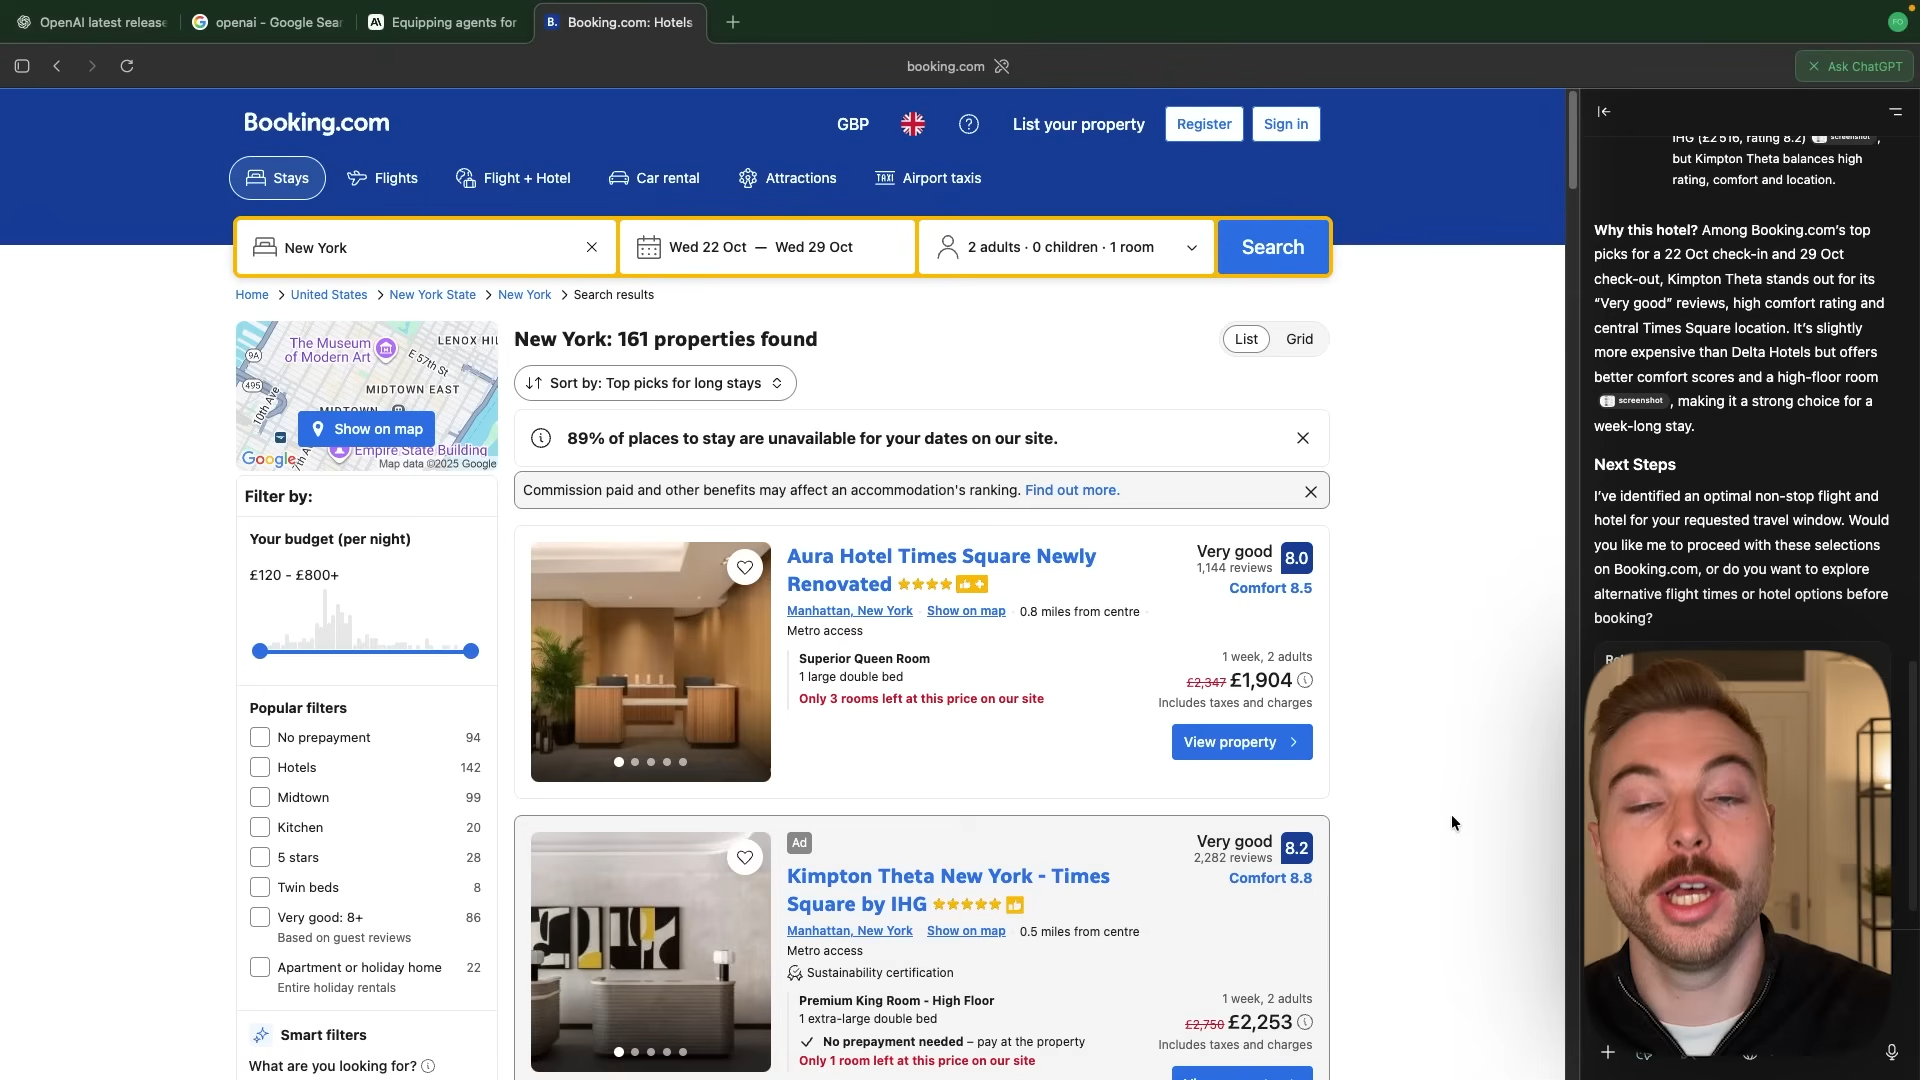 OpenAI latest release
openai - Google Sear
Equipping agents for
Booking.com: Hotels
FO
booking.com
Ask ChatGPT
Booking.com
GBP
List your property
Register
Sign in
Stays
Flights
Flight + Hotel
Car rental
TAXI
Attractions
Airport taxis
New York
Wed 22 Oct — Wed 29 Oct
2 adults · 0 children · 1 room
Search
Home
United States
New York State
New York
Search results
The Museum
of Modern Art
LENOX HIL
9A
E 57th St
495
10th Ave
MIDTOWN EAST
MIDTOWN
Show on map
Empire State Building
Google
7th A
Map data ©2025 Google
Filter by:
Your budget (per night)
£120 - £800+
Popular filters
No prepayment 94
Hotels 142
Midtown 99
Kitchen 20
5 stars 28
Twin beds 8
Very good: 8+ 86
Based on guest reviews
Apartment or holiday home 22
Entire holiday rentals
Smart filters
What are you looking for?
New York: 161 properties found
List
Grid
Sort by: Top picks for long stays
89% of places to stay are unavailable for your dates on our site.
Commission paid and other benefits may affect an accommodation's ranking. Find out more.
Aura Hotel Times Square Newly
Renovated
Manhattan, New York
Show on map
0.8 miles from centre
Metro access
Superior Queen Room
1 large double bed
Only 3 rooms left at this price on our site
Very good
1,144 reviews
8.0
Comfort 8.5
1 week, 2 adults
£2,347 £1,904
Includes taxes and charges
View property
Ad
Kimpton Theta New York - Times
Square by IHG
Manhattan, New York
Show on map
0.5 miles from centre
Metro access
Sustainability certification
Premium King Room - High Floor
1 extra-large double bed
No prepayment needed – pay at the property
Only 1 room left at this price on our site
Very good
2,282 reviews
8.2
Comfort 8.8
1 week, 2 adults
£2,750 £2,253
Includes taxes and charges
IHG (£2 516, rating 8.2) screenshot,
but Kimpton Theta balances high
rating, comfort and location.
Why this hotel? Among Booking.com's top
picks for a 22 Oct check-in and 29 Oct
check-out, Kimpton Theta stands out for its
“Very good” reviews, high comfort rating and
central Times Square location. It's slightly
more expensive than Delta Hotels but offers
better comfort scores and a high-floor room
screenshot , making it a strong choice for a
week-long stay.
Next Steps
I've identified an optimal non-stop flight and
hotel for your requested travel window. Would
you like me to proceed with these selections
on Booking.com, or do you want to explore
alternative flight times or hotel options before
booking?